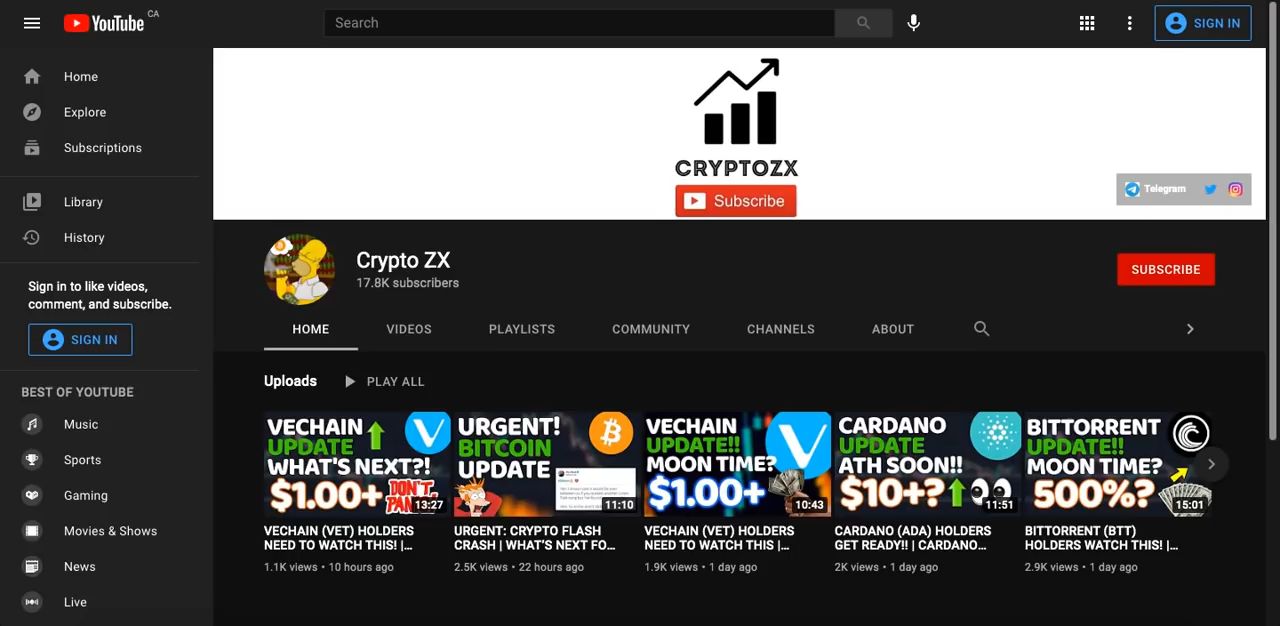 YouTube CA
Search
SIGN IN
Home
Explore
Subscriptions
Library
History
Sign in to like videos,
comment, and subscribe.
SIGN IN
BEST OF YOUTUBE
Music
Sports
Gaming
Movies & Shows
News
Live
CRYPTOZX
Subscribe
Telegram
Crypto ZX
17.8K subscribers
SUBSCRIBE
HOME VIDEOS PLAYLISTS COMMUNITY CHANNELS ABOUT
Uploads PLAY ALL
VECHAIN
UPDATE
WHAT'S NEXT?!
$1.00+ DON'T
PANIC
13:27
VECHAIN (VET) HOLDERS
NEED TO WATCH THIS! |...
1.1K views • 10 hours ago
URGENT!
BITCOIN
UPDATE
11:10
URGENT: CRYPTO FLASH
CRASH | WHAT'S NEXT FO...
2.5K views • 22 hours ago
VECHAIN
UPDATE!!
MOON TIME?
$1.00+
10:43
VECHAIN (VET) HOLDERS
NEED TO WATCH THIS |...
1.9K views • 1 day ago
CARDANO
UPDATE
ATH SOON!!
$10+?
11:51
CARDANO (ADA) HOLDERS
GET READY!! | CARDANO...
2K views • 1 day ago
BITTORRENT
UPDATE!!
MOON TIME?
500%?
15:01
BITTORRENT (BTT)
HOLDERS WATCH THIS! |...
2.9K views • 1 day ago